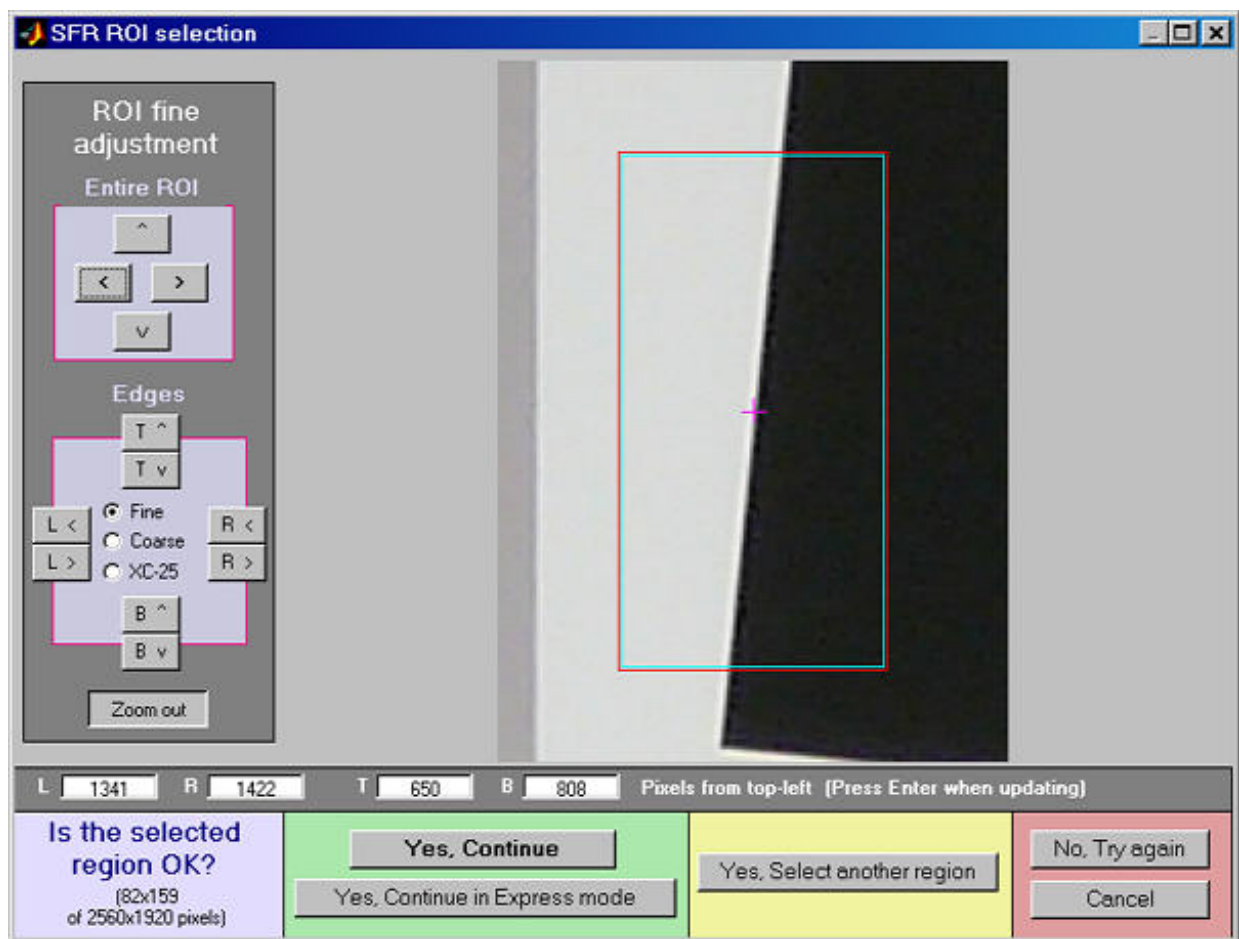 SFR ROI selection
ROI fine
adjustment
Entire ROI
^
< >
v
Edges
T ^
T v
L < Fine R <
Coarse
L > XC-25 R >
B ^
B v
Zoom out
L 1341 R 1422 T 650 B 808 Pixels from top-left (Press Enter when updating)
Is the selected
region OK?
(82x159
of 2560x1920 pixels)
Yes, Continue
Yes, Continue in Express mode
Yes, Select another region
No, Try again
Cancel